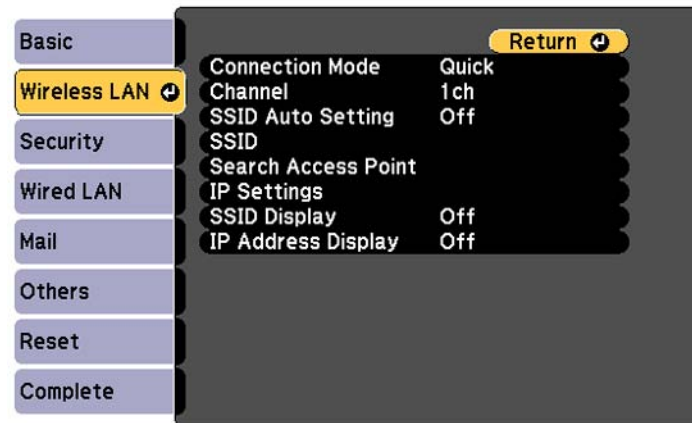 Basic
Wireless LAN
Security
Wired LAN
Mail
Others
Reset
Complete
Return
Connection Mode Quick
Channel 1ch
SSID Auto Setting Off
SSID
Search Access Point
IP Settings
SSID Display Off
IP Address Display Off